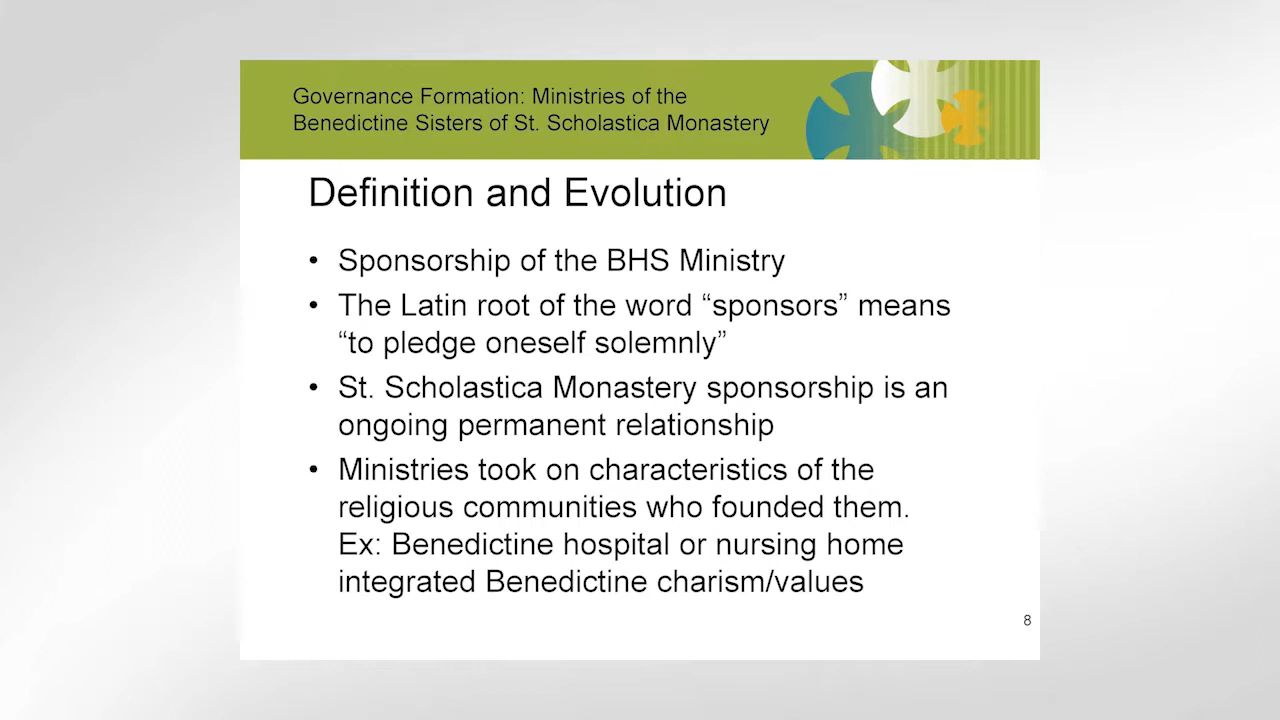 Governance Formation: Ministries of the
Benedictine Sisters of St. Scholastica Monastery
Definition and Evolution
• Sponsorship of the BHS Ministry
• The Latin root of the word “sponsors” means
“to pledge oneself solemnly”
• St. Scholastica Monastery sponsorship is an
ongoing permanent relationship
• Ministries took on characteristics of the
religious communities who founded them.
Ex: Benedictine hospital or nursing home
integrated Benedictine charism/values
8